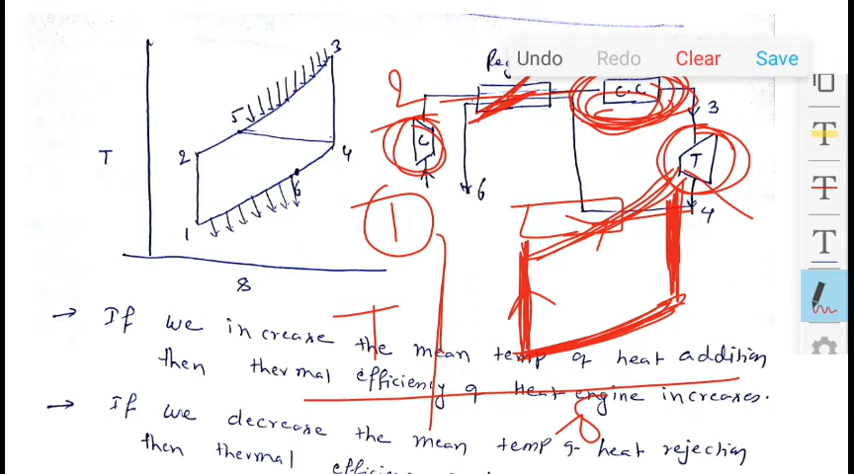 Undo Redo Clear Save
3
Reg
2
C.C.
5
3
2
C
T
T
4
6
6
4
1
1
S
T
→ If we increase the mean temp of heat addition
then thermal efficiency of Heat engine increases.
S
→ If we decrease the mean temp of heat rejection
then thermal